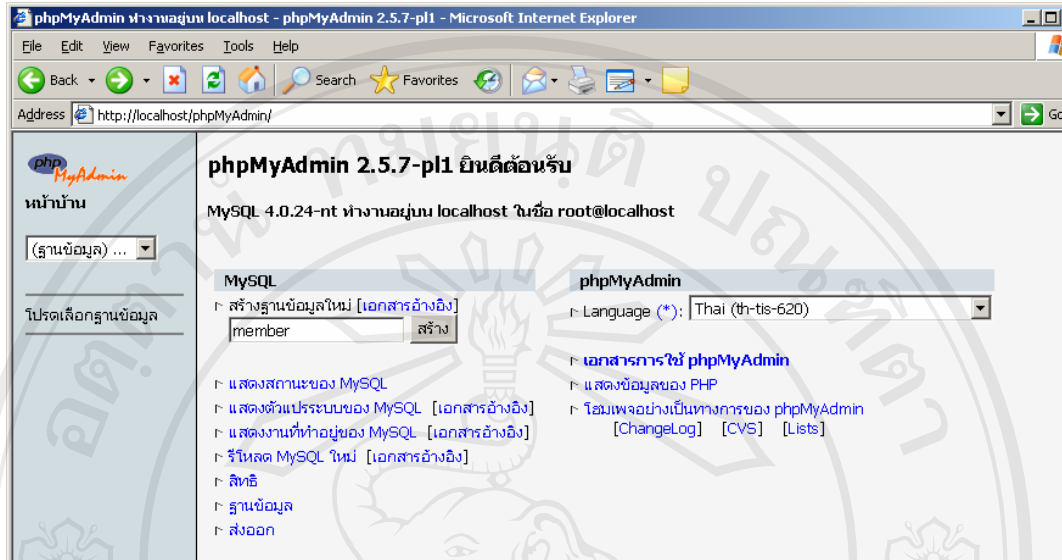 phpMyAdmin ทำงานอยู่บน localhost - phpMyAdmin 2.5.7-pl1 - Microsoft Internet Explorer
File Edit View Favorites Tools Help
Back Search Favorites
Address http://localhost/phpMyAdmin/ Go
php
MyAdmin
หน้าบ้าน
(ฐานข้อมูล) ...
โปรดเลือกฐานข้อมูล
phpMyAdmin 2.5.7-pl1 ยินดีต้อนรับ
MySQL 4.0.24-nt ทำงานอยู่บน localhost ในชื่อ root@localhost
MySQL
สร้างฐานข้อมูลใหม่ [เอกสารอ้างอิง]
member สร้าง
แสดงสถานะของ MySQL
แสดงตัวแปรระบบของ MySQL [เอกสารอ้างอิง]
แสดงงานที่ทำอยู่ของ MySQL [เอกสารอ้างอิง]
รีโหลด MySQL ใหม่ [เอกสารอ้างอิง]
สิทธิ
ฐานข้อมูล
ส่งออก
phpMyAdmin
Language (*): Thai (th-tis-620)
เอกสารการใช้ phpMyAdmin
แสดงข้อมูลของ PHP
โฮมเพจอย่างเป็นทางการของ phpMyAdmin
[ChangeLog] [CVS] [Lists]